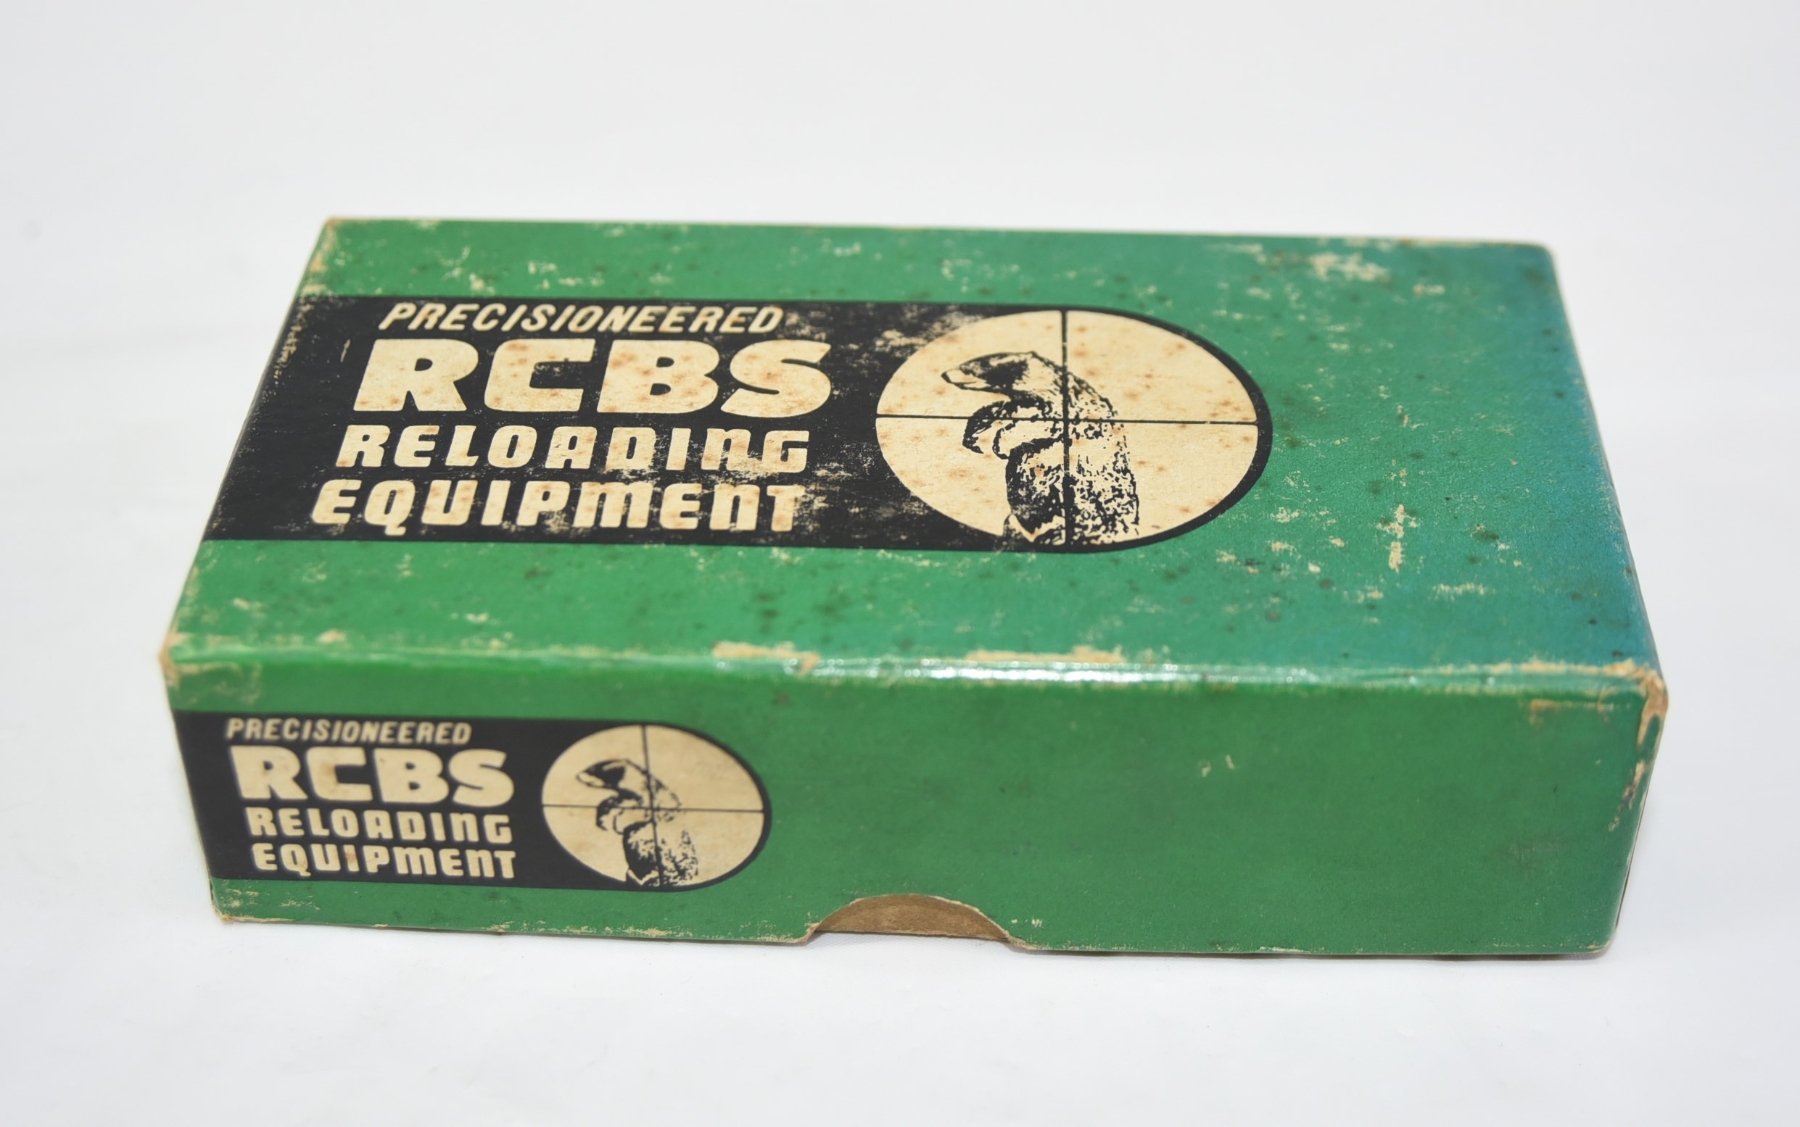 PRECISIONEERED
RCBS
RELOADING
EQUIPMENT
PRECISIONEERED
RCBS
RELOADING
EQUIPMENT